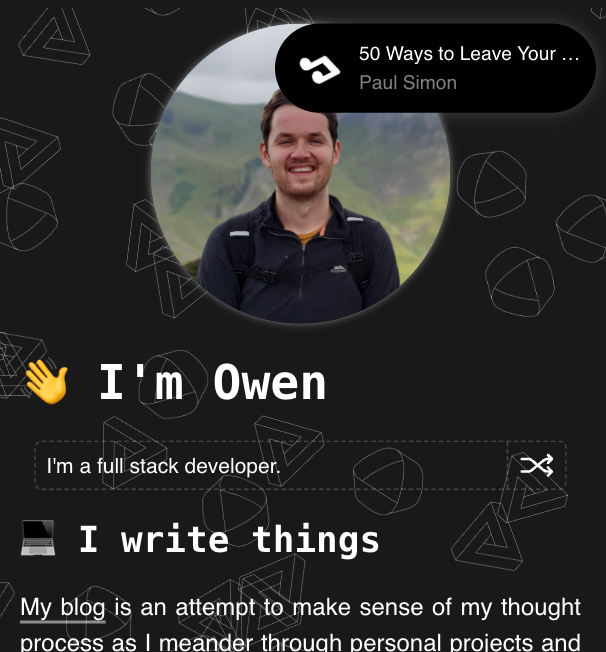 50 Ways to Leave Your …
Paul Simon
👋 I'm Owen
I'm a full stack developer.
💻 I write things
My blog is an attempt to make sense of my thought
process as I meander through personal projects and